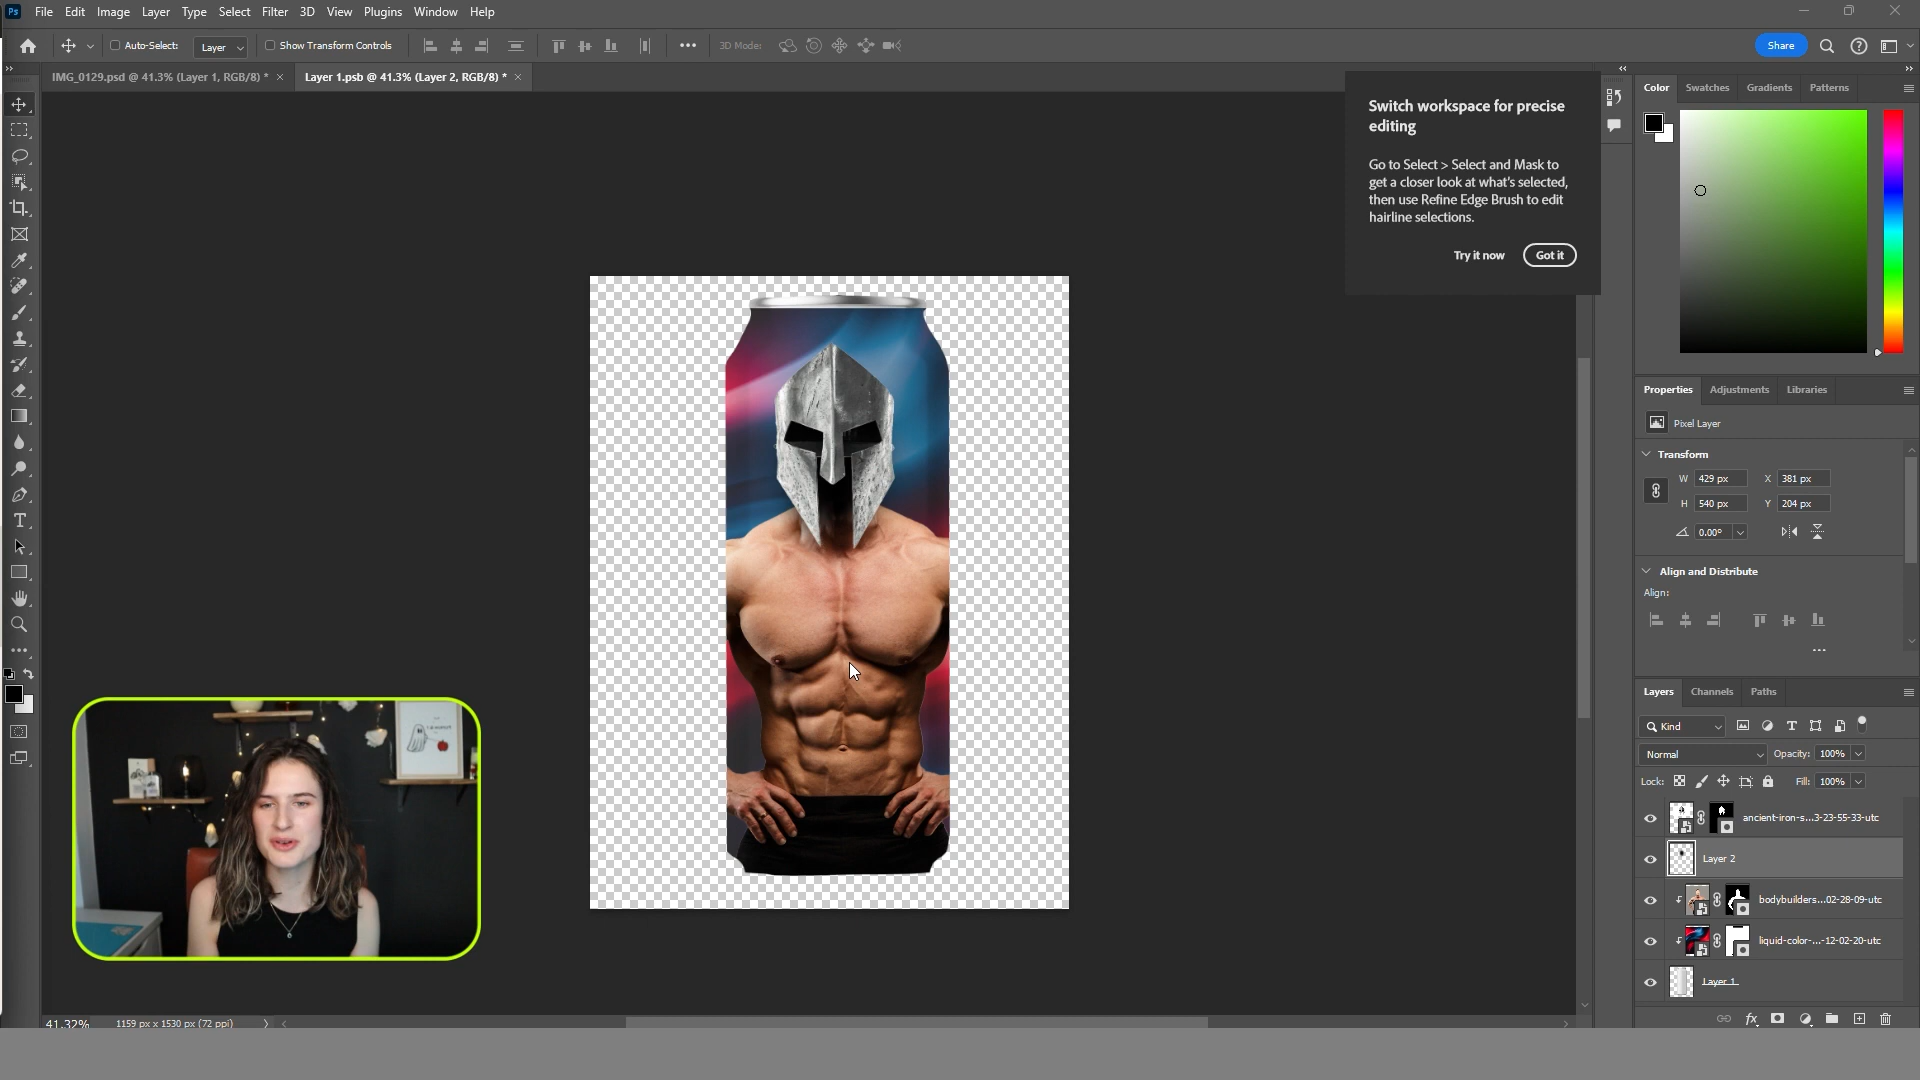 Ps File Edit Image Layer Type Select Filter 3D View Plugins Window Help
Auto-Select: Layer Show Transform Controls 3D Mode: Share
IMG_0129.psd @ 41.3% (Layer 1, RGB/8) * Layer 1.psb @ 41.3% (Layer 2, RGB/8) *
Switch workspace for precise
editing
Go to Select > Select and Mask to
get a closer look at what's selected,
then use Refine Edge Brush to edit
hairline selections.
Try it now Got it
Color Swatches Gradients Patterns
Properties Adjustments Libraries
Pixel Layer
Transform
W 429 px X 381 px
H 540 px Y 204 px
0.00°
Align and Distribute
Align:
Layers Channels Paths
Kind
Normal Opacity: 100%
Lock: Fill: 100%
ancient-iron-s...3-23-55-33-utc
Layer 2
bodybuilders...02-28-09-utc
liquid-color-...-12-02-20-utc
Layer 1
41.32% 1159 px x 1530 px (72 ppi)